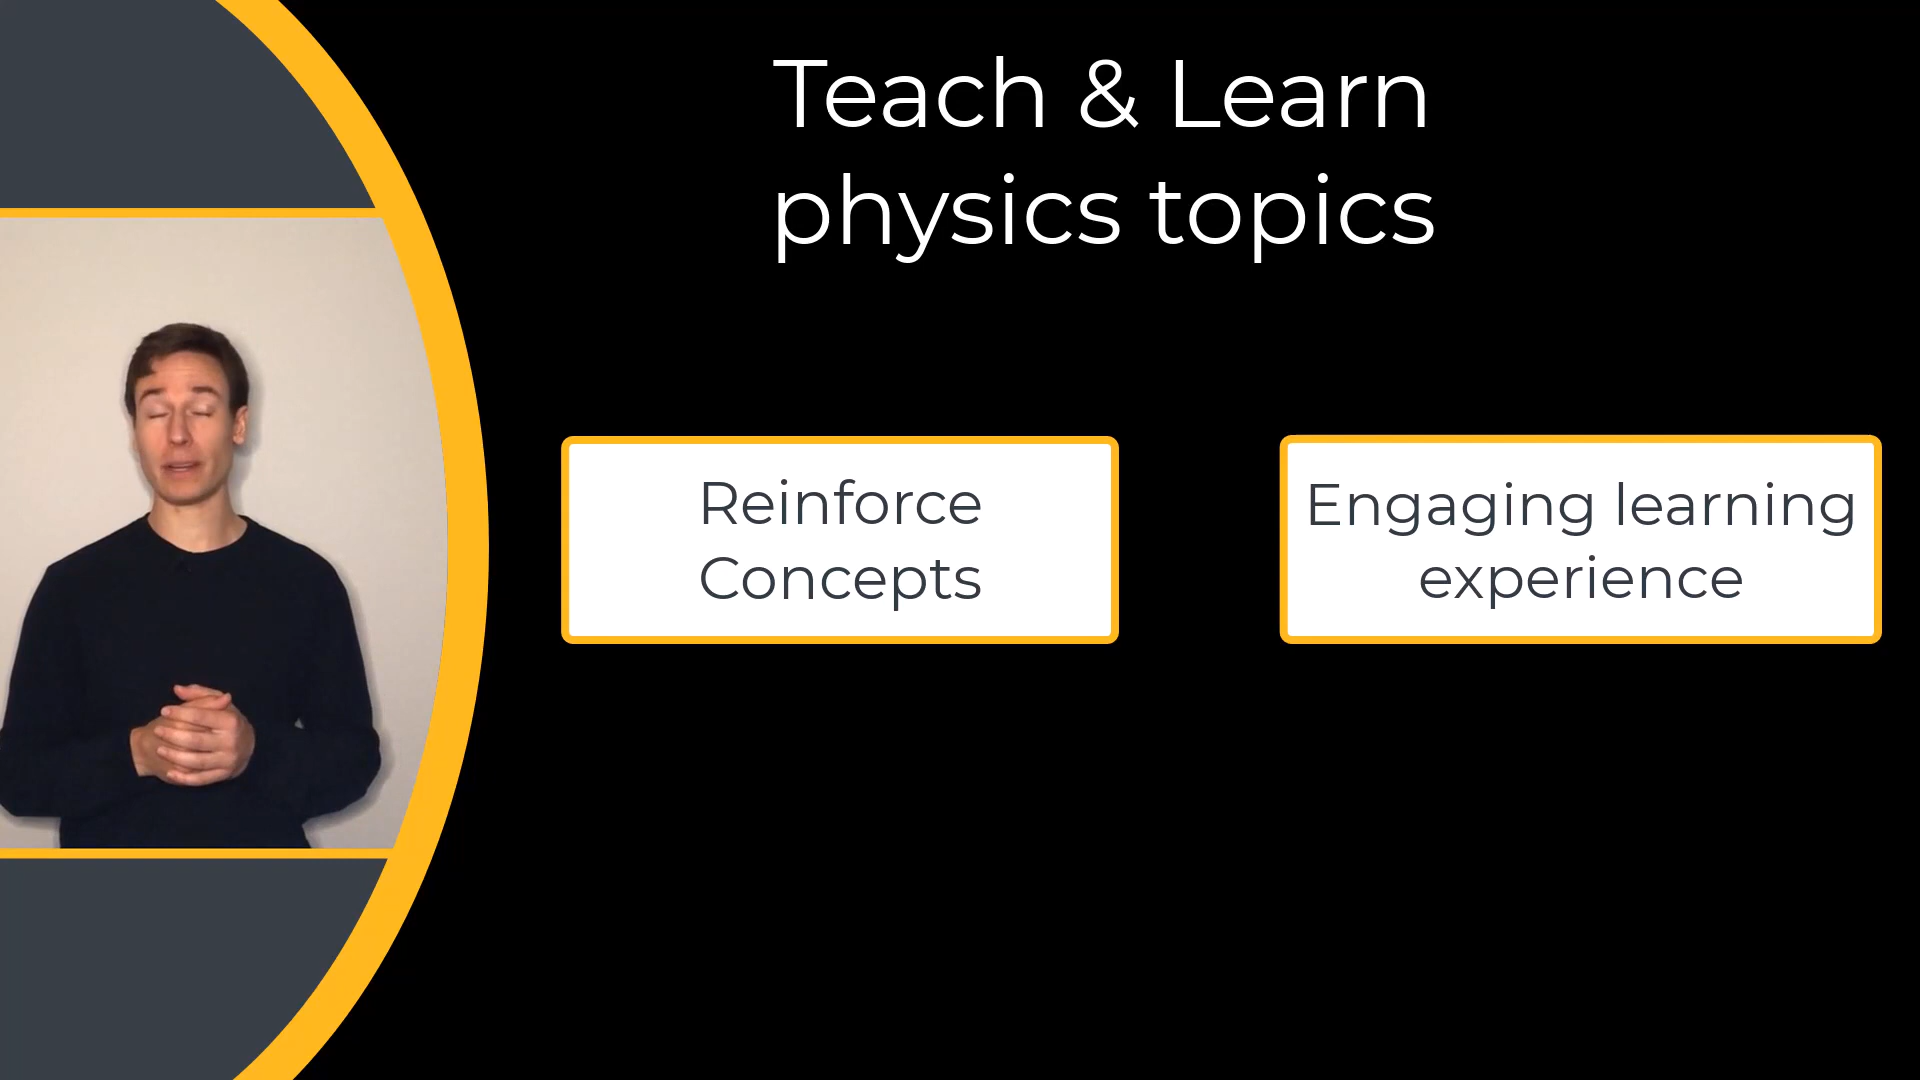 Teach & Learn
physics topics
Reinforce
Concepts
Engaging learning
experience